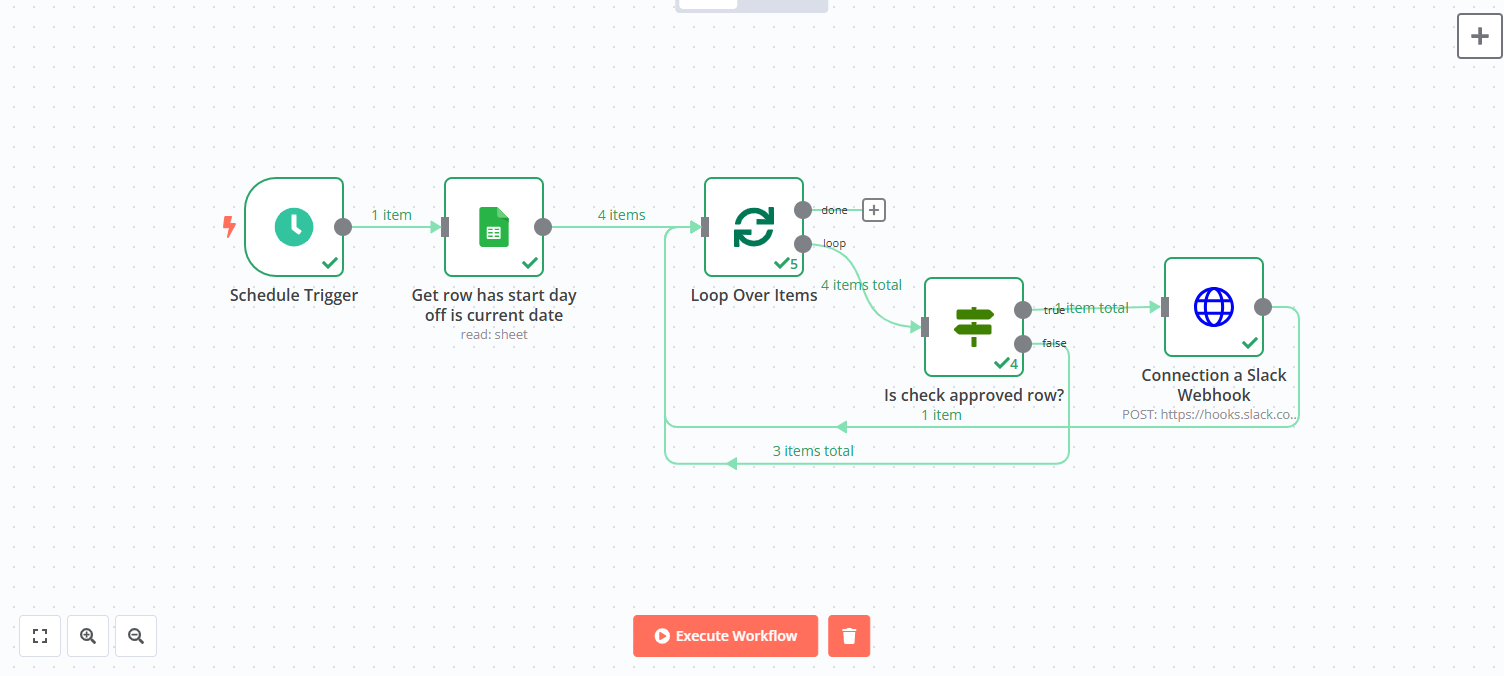 1 item
4 items
done
loop
5
Schedule Trigger
Get row has start day
off is current date
read: sheet
Loop Over Items
4 items total
true
1 item total
false
4
Is check approved row?
Connection a Slack
Webhook
POST: https://hooks.slack.co...
1 item
3 items total
Execute Workflow